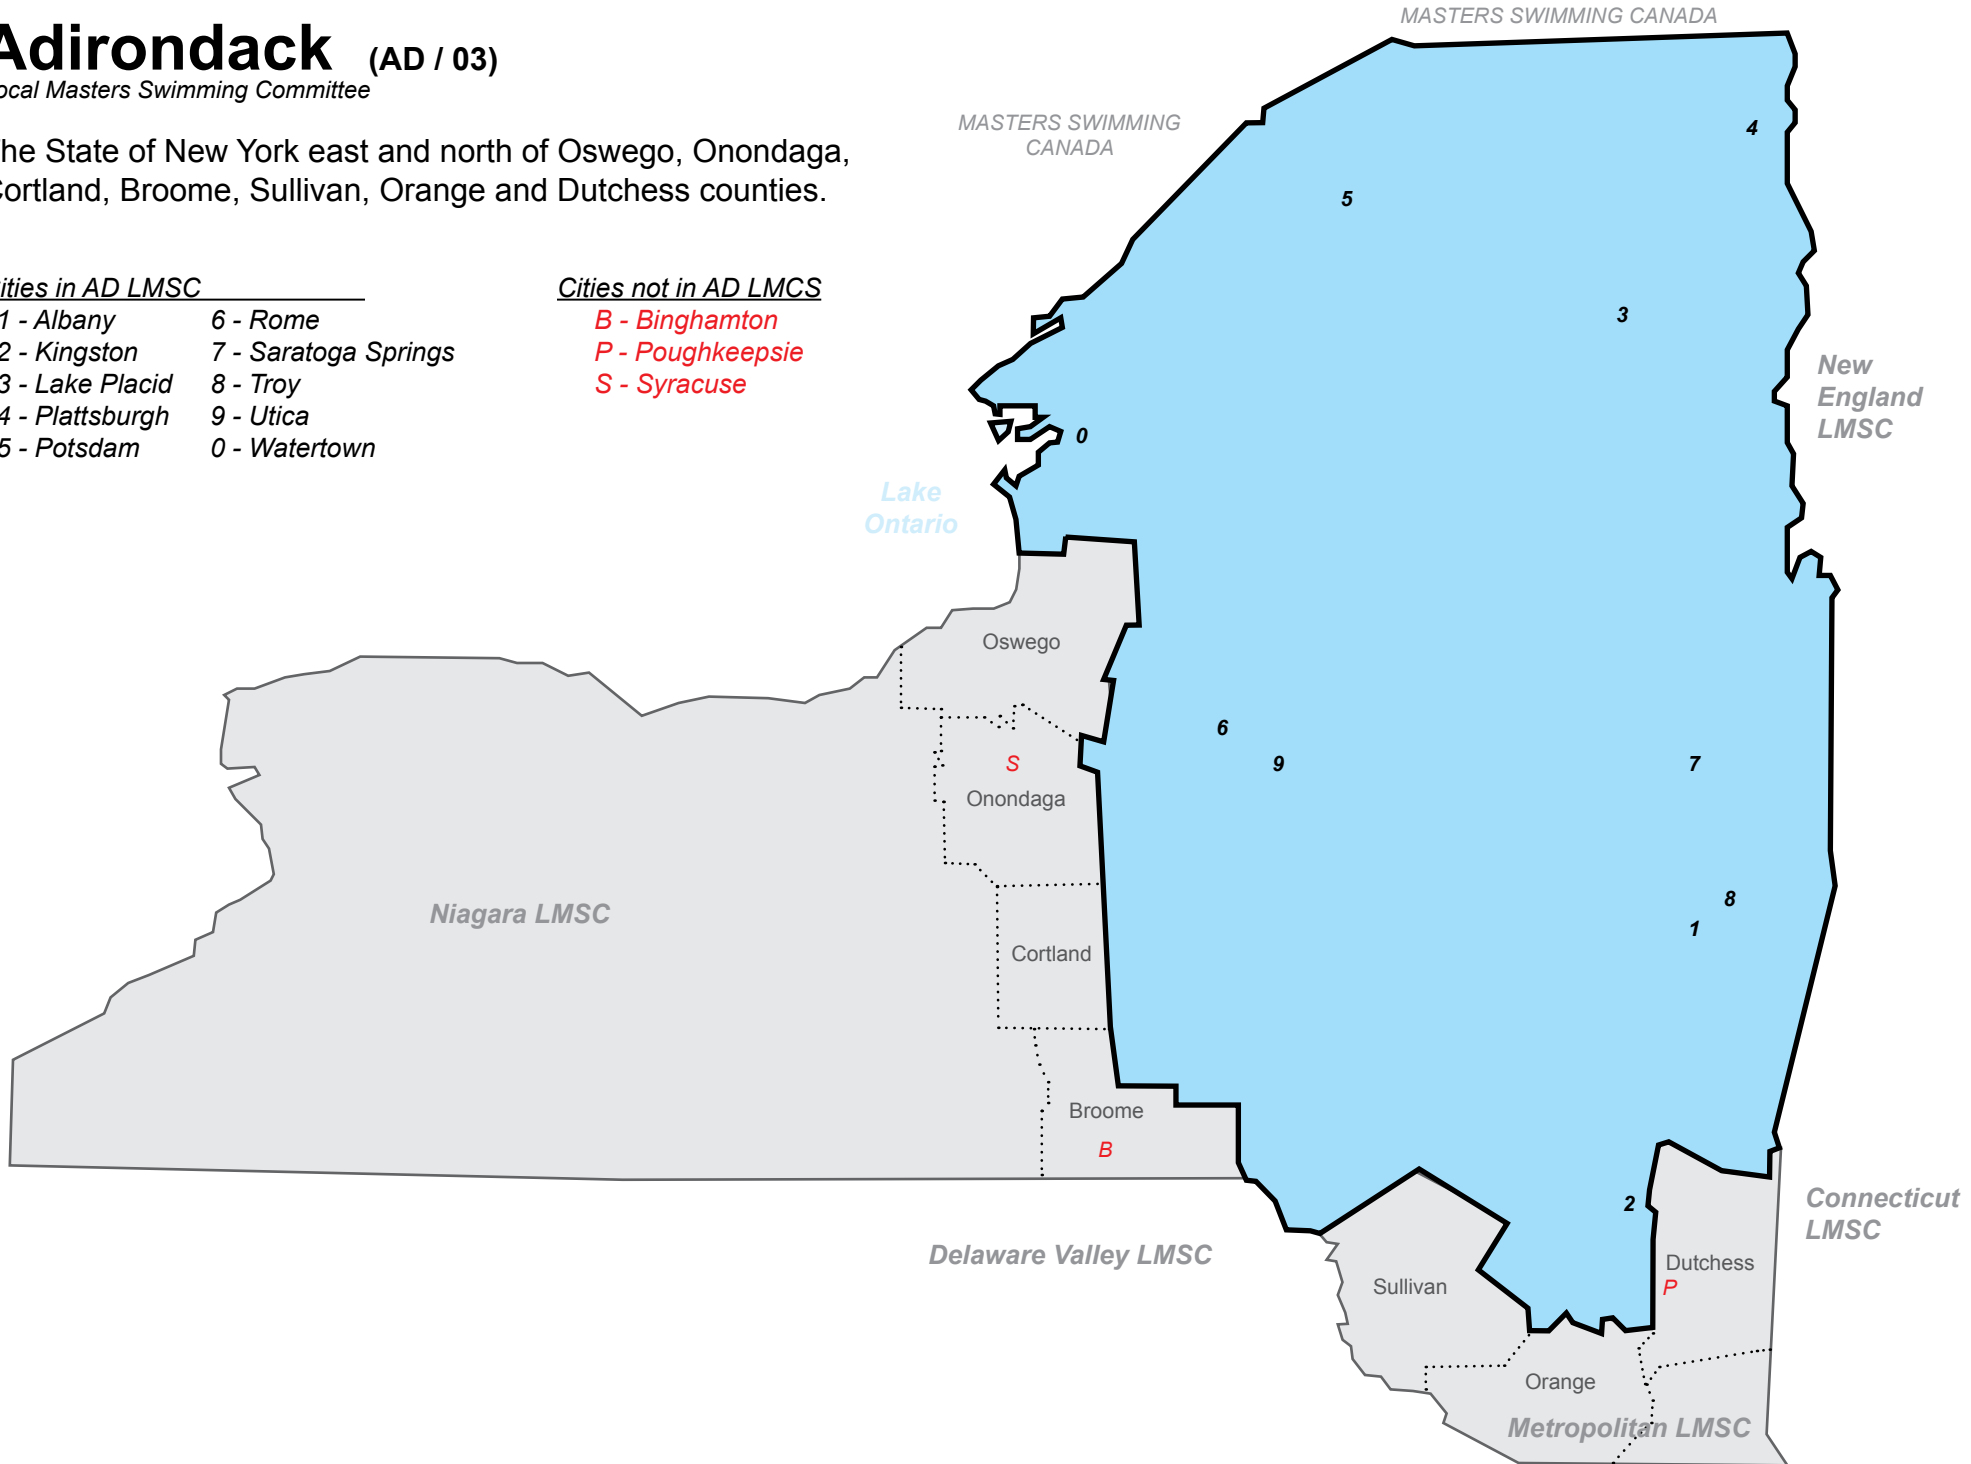 Adirondack (AD / 03)
ocal Masters Swimming Committee
he State of New York east and north of Oswego, Onondaga,
Cortland, Broome, Sullivan, Orange and Dutchess counties.
ities in AD LMSC
1 - Albany
2 - Kingston
3 - Lake Placid
4 - Plattsburgh
5 - Potsdam
6 - Rome
7 - Saratoga Springs
8 - Troy
9 - Utica
0 - Watertown
Cities not in AD LMCS
B - Binghamton
P - Poughkeepsie
S - Syracuse
MASTERS SWIMMING CANADA
MASTERS SWIMMING
CANADA
4
5
3
New
England
LMSC
0
Lake
Ontario
Oswego
6
9
7
S
Onondaga
8
1
Niagara LMSC
Cortland
Broome
B
2
Connecticut
LMSC
Delaware Valley LMSC
Dutchess
P
Sullivan
Orange
Metropolitan LMSC